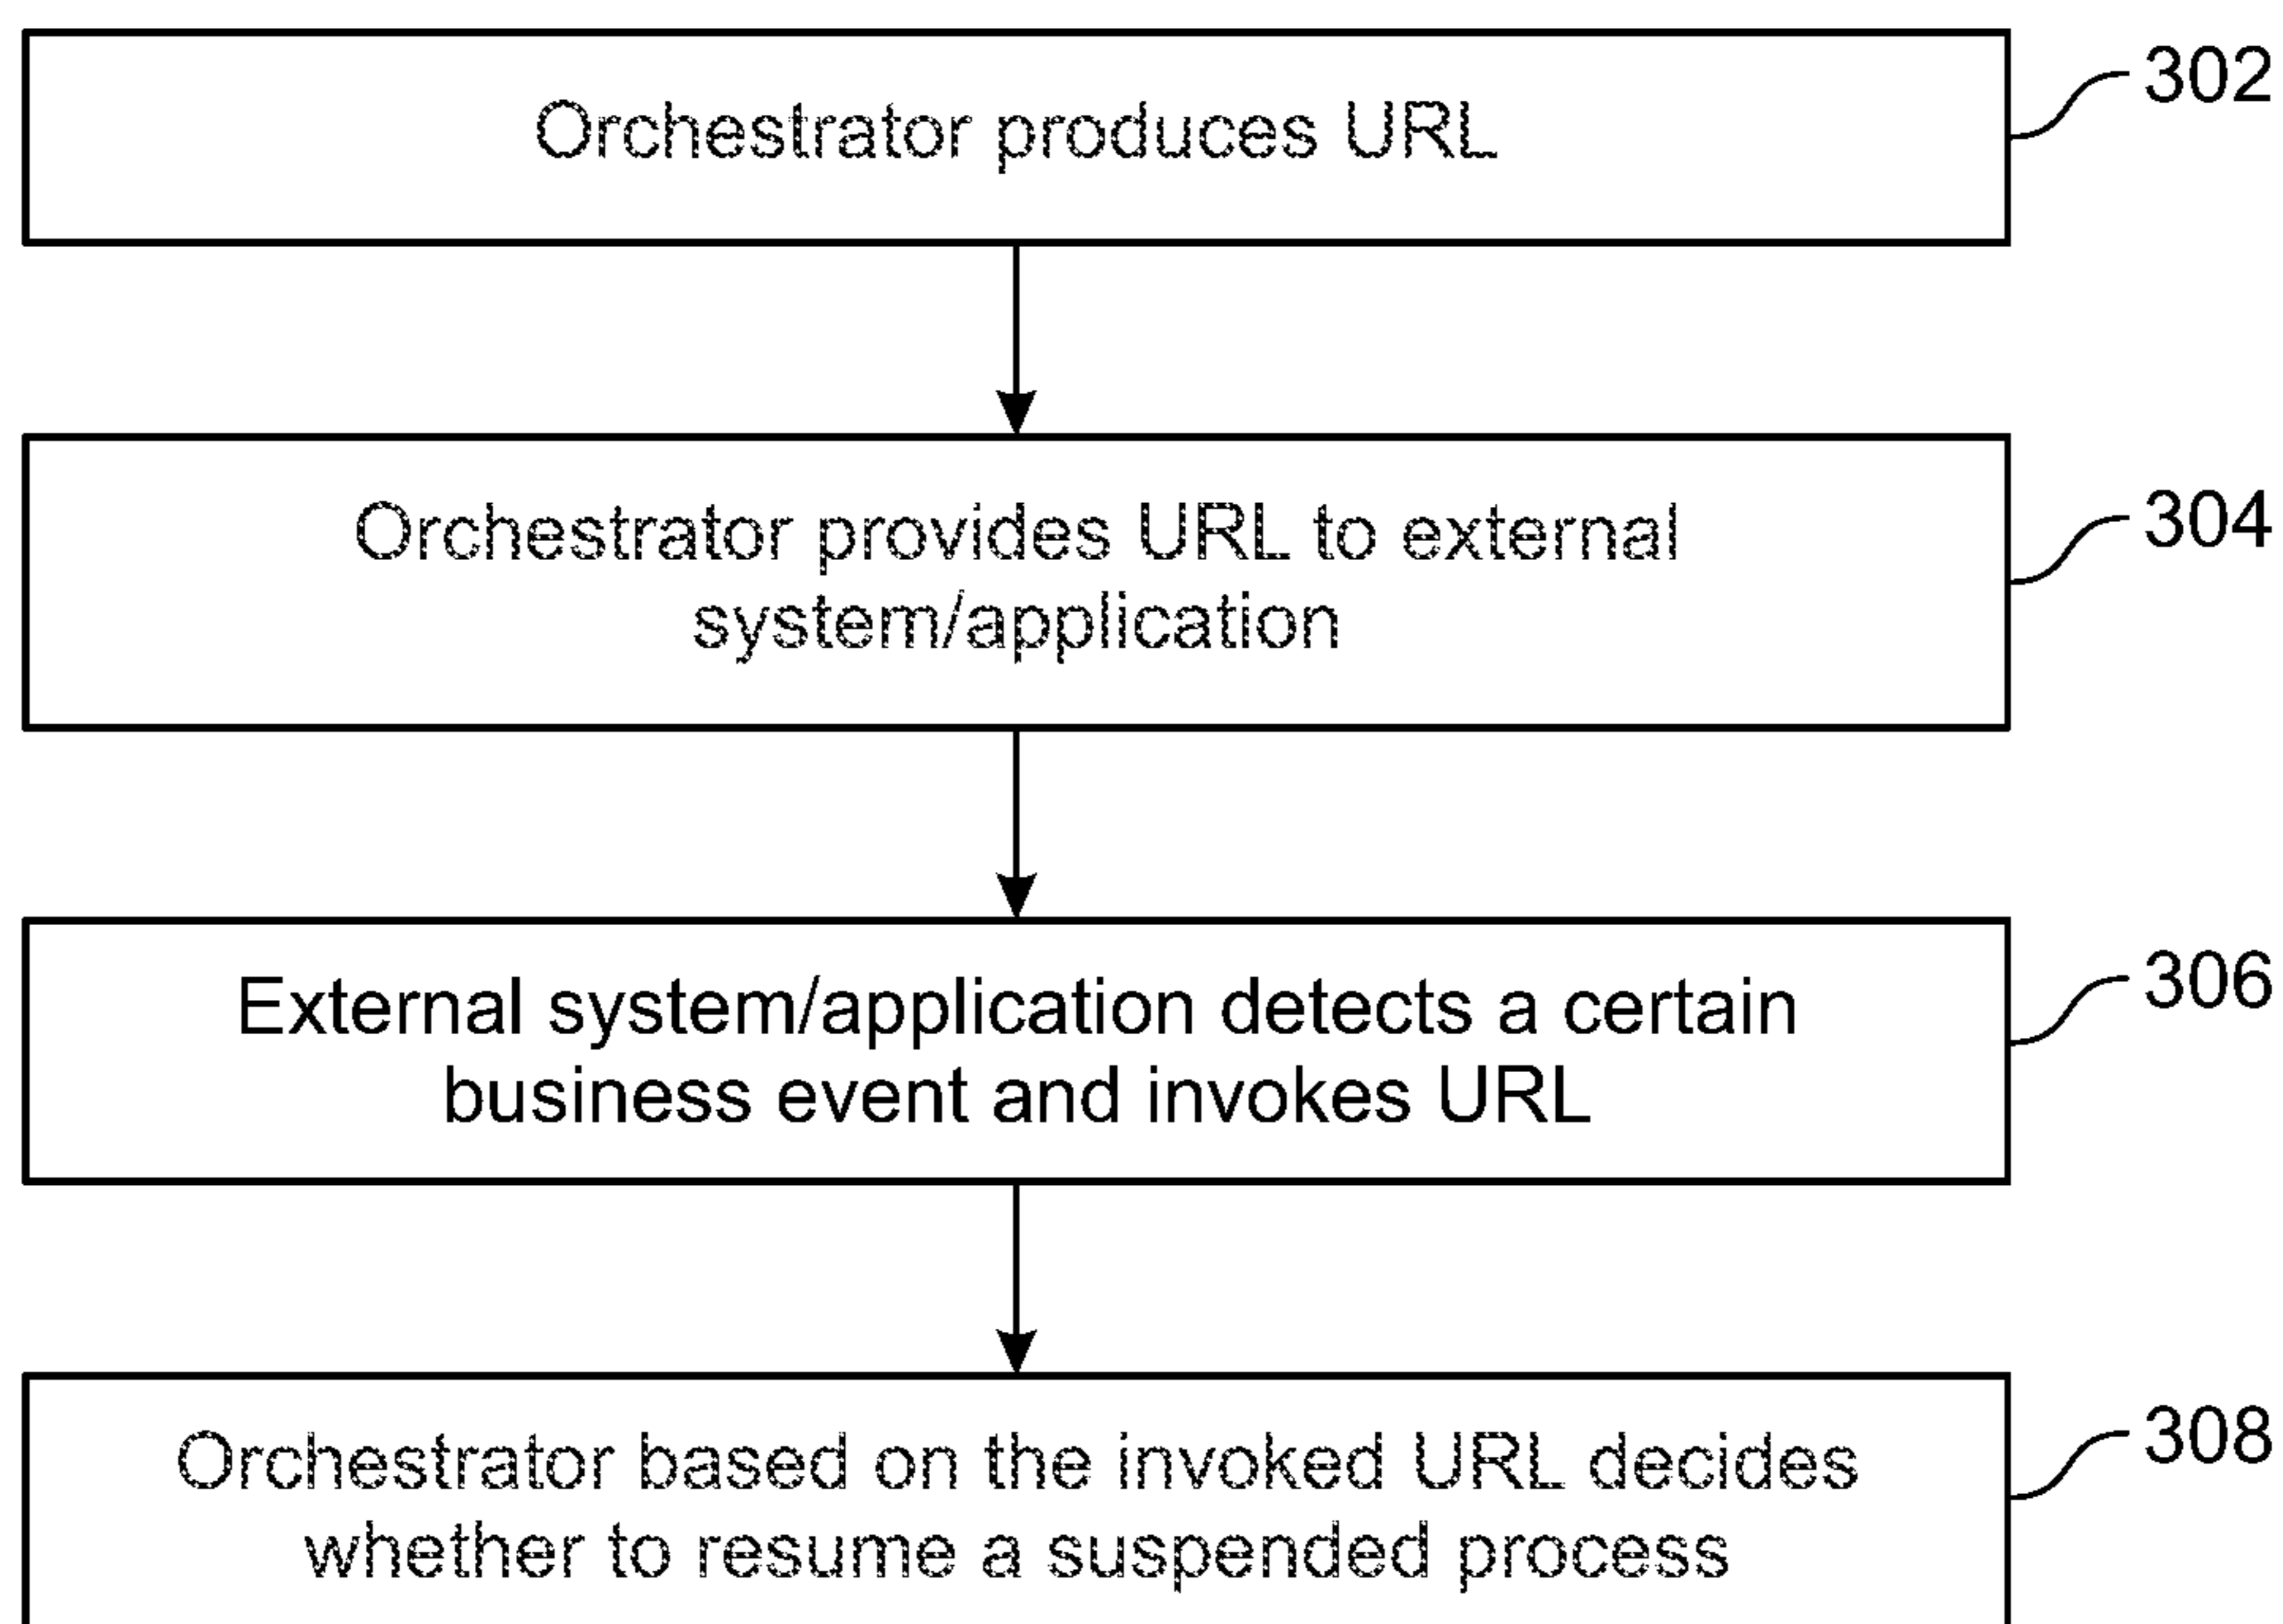 Orchestrator produces URL
302
Orchestrator provides URL to external
system/application
304
External system/application detects a certain
business event and invokes URL
306
Orchestrator based on the invoked URL decides
whether to resume a suspended process
308